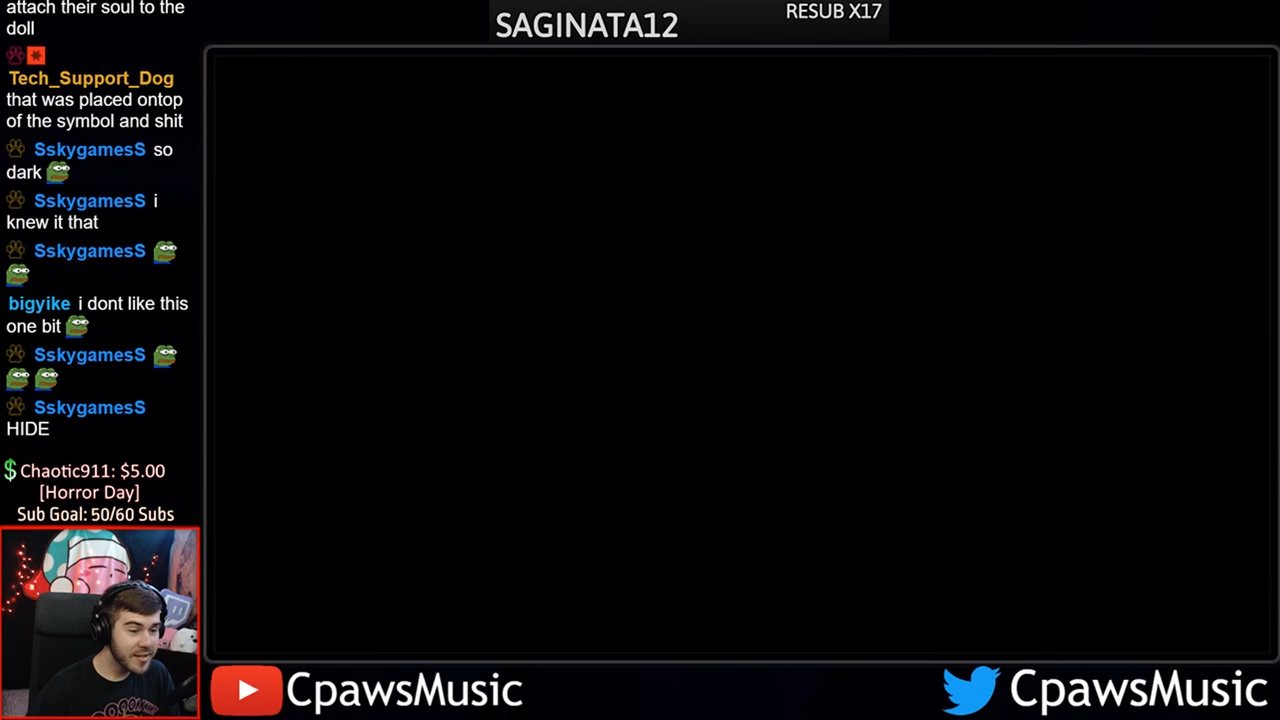 attach their soul to the
doll
Tech_Support_Dog
that was placed ontop
of the symbol and shit
SskygamesS so
dark
SskygamesS i
knew it that
SskygamesS
bigyike i dont like this
one bit
SskygamesS
SskygamesS
HIDE
$ Chaotic911: $5.00
[Horror Day]
Sub Goal: 50/60 Subs
SAGINATA12
RESUB X17
CpawsMusic
CpawsMusic